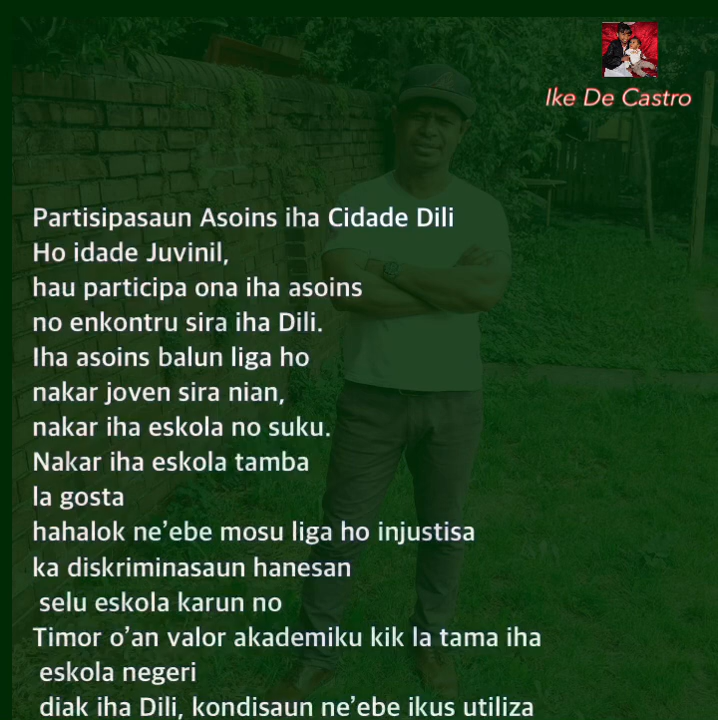 Ike De Castro
Partisipasaun Asoins iha Cidade Dili
Ho idade Juvinil,
hau participa ona iha asoins
no enkontru sira iha Dili.
Iha asoins balun liga ho
nakar joven sira nian,
nakar iha eskola no suku.
Nakar iha eskola tamba
la gosta
hahalok ne’ebe mosu liga ho injustisa
ka diskriminasaun hanesan
selu eskola karun no
Timor o’an valor akademiku kik la tama iha
eskola negeri
diak iha Dili, kondisaun ne’ebe ikus utiliza